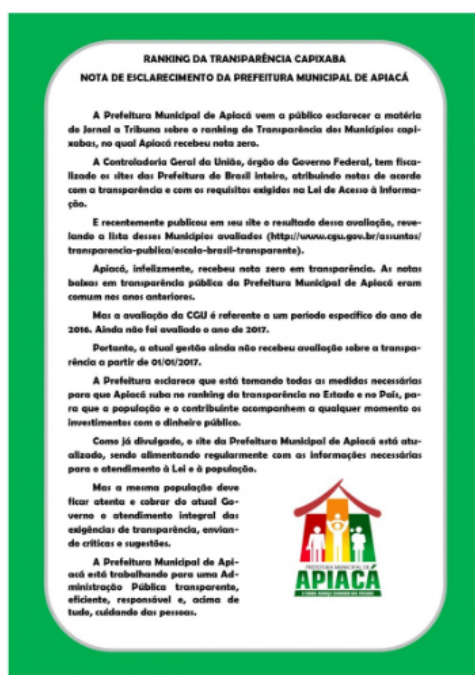 RANKING DA TRANSPARÊNCIA CAPIXABA
NOTA DE ESCLARECIMENTO DA PREFEITURA MUNICIPAL DE APIACÁ
A Prefeitura Municipal de Apiacá vem a público esclarecer a matéria
do Jornal a Tribuna sobre o ranking de Transparência dos Municípios capi-
xabas, no qual Apiacá recebeu nota zero.
A Controladoria Geral da União, órgão do Governo Federal, tem fisca-
lizado os sites das Prefeitura do Brasil inteiro, atribuindo notas de acordo
com a transparência e com os requisitos exigidos na Lei de Acesso à Informa-
ção.
E recentemente publicou em seu site o resultado dessa avaliação, reve-
lando a lista desses Municípios avaliados (http://www.cgu.gov.br/assuntos/
transparencia-publica/escala-brasil-transparente).
Apiacá, infelizmente, recebeu nota zero em transparência. As notas
baixas em transparência pública da Prefeitura Municipal de Apiacá eram
comum nos anos anteriores.
Mas a avaliação da CGU é referente a um período específico do ano de
2016. Ainda não foi avaliado o ano de 2017.
Portanto, a atual gestão ainda não recebeu avaliação sobre a transpa-
rência a partir de 01/01/2017.
A Prefeitura esclarece que está tomando todas as medidas necessárias
para que Apiacá suba no ranking da transparência no Estado e no País, pa-
ra que a população e o contribuinte acompanhem a qualquer momento os
investimentos com o dinheiro público.
Como já divulgado, o site da Prefeitura Municipal de Apiacá está atu-
alizado, sendo alimentando regularmente com as informações necessárias
para o atendimento à Lei e à população.
Mas a mesma população deve
ficar atenta e cobrar do atual Go-
verno o atendimento integral das
exigências de transparência, envian-
do críticas e sugestões.
A Prefeitura Municipal de Api-
acá está trabalhando para uma Ad-
ministração Pública transparente,
eficiente, responsável e, acima de
tudo, cuidando das pessoas.
PREFEITURA MUNICIPAL DE
APIACÁ